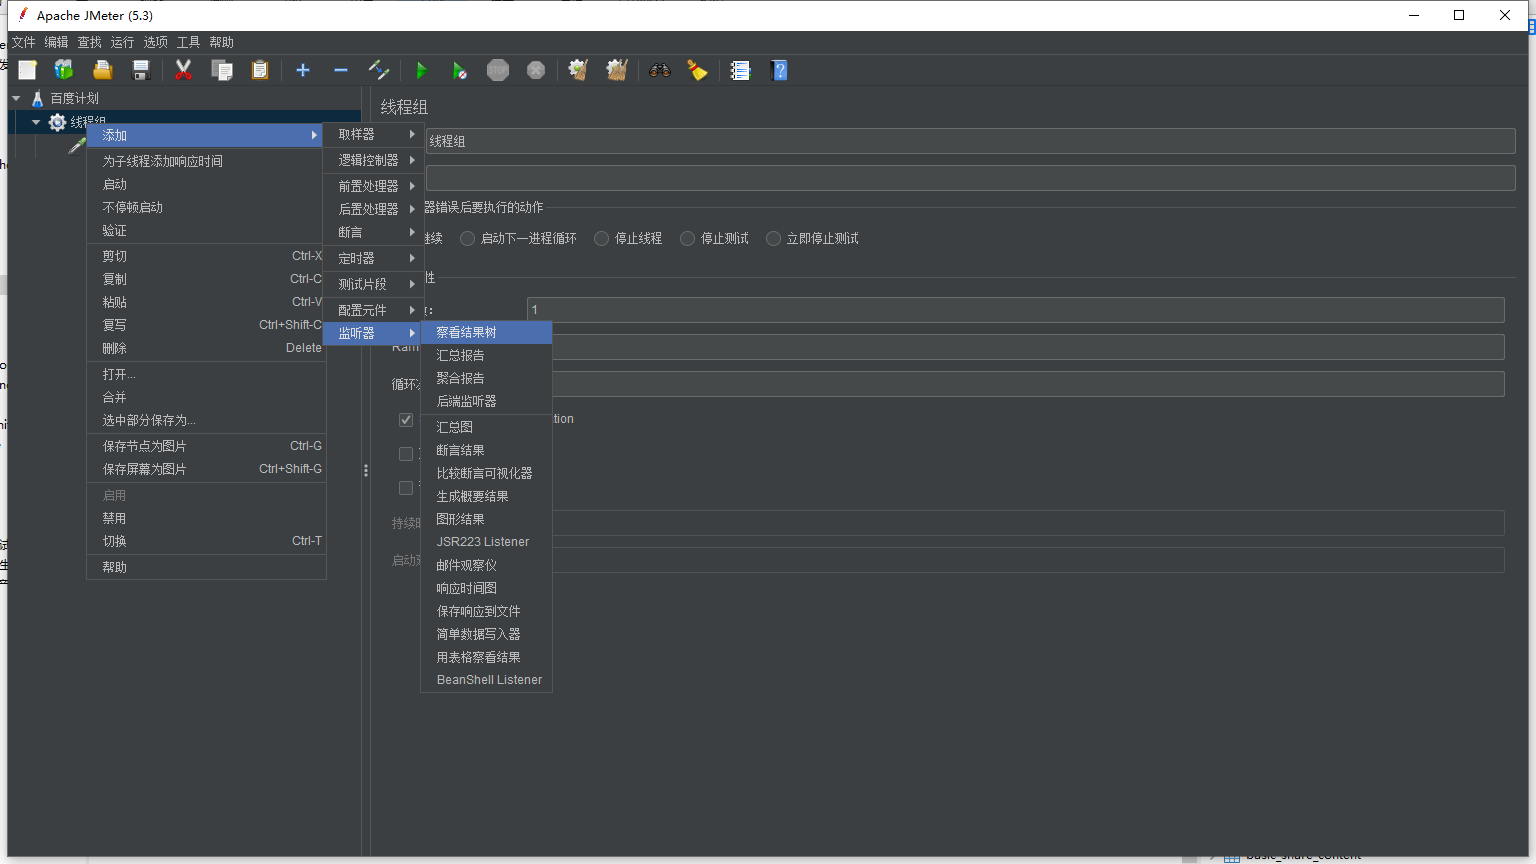 Apache JMeter (5.3)
文件 编辑 查找 运行 选项 工具 帮助
STOP
百度计划
线程组
添加
为子线程添加响应时间
启动
不停顿启动
验证
剪切 Ctrl-X
复制 Ctrl-C
粘贴 Ctrl-V
复写 Ctrl+Shift-C
删除 Delete
打开...
合并
选中部分保存为...
保存节点为图片 Ctrl-G
保存屏幕为图片 Ctrl+Shift-G
启用
禁用
切换 Ctrl-T
帮助
取样器
逻辑控制器
前置处理器
后置处理器
断言
定时器
测试片段
配置元件
监听器
察看结果树
汇总报告
聚合报告
后端监听器
汇总图
断言结果
比较断言可视化器
生成概要结果
图形结果
JSR223 Listener
邮件观察仪
响应时间图
保存响应到文件
简单数据写入器
用表格察看结果
BeanShell Listener
线程组
线程组
器错误后要执行的动作
继续 启动下一进程循环 停止线程 停止测试 立即停止测试
性
1
Ram
循环
tion
持续
启动
basic_share_content